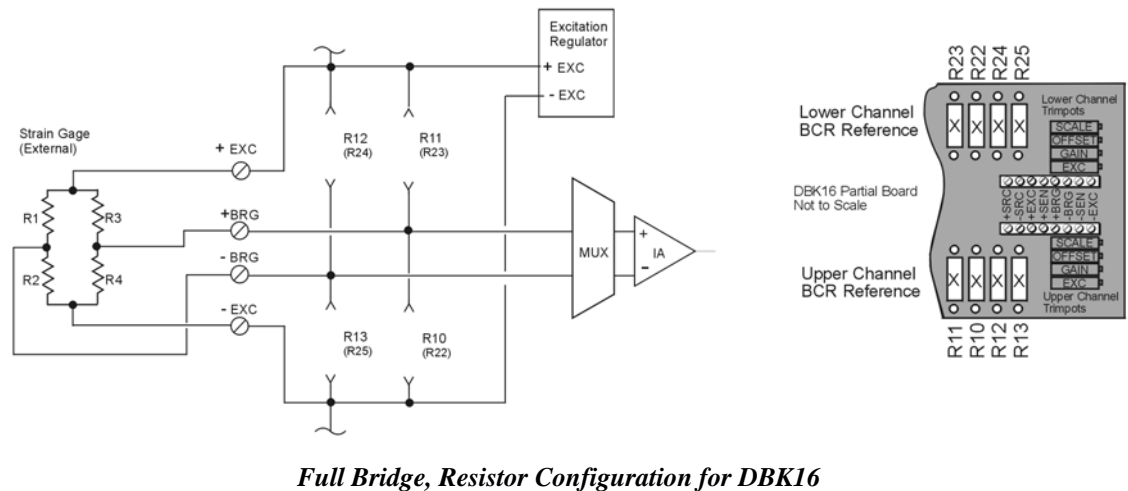 Excitation
Regulator
+ EXC
- EXC
R12
(R24)
R11
(R23)
Strain Gage
(External)
+ EXC
R1
R3
+BRG
R2
R4
- BRG
- EXC
MUX
+
-
IA
R13
(R25)
R10
(R22)
R23
R22
R24
R25
Lower Channel
BCR Reference
X
X
X
X
Lower Channel
Trimpots
SCALE
OFFSET
GAIN
EXC
DBK16 Partial Board
Not to Scale
+SRC
-SRC
+EXC
+SEN
+BRG
-BRG
-SEN
-EXC
SCALE
OFFSET
GAIN
EXC
Upper Channel
BCR Reference
X
X
X
X
Upper Channel
Trimpots
R11
R10
R12
R13
Full Bridge, Resistor Configuration for DBK16